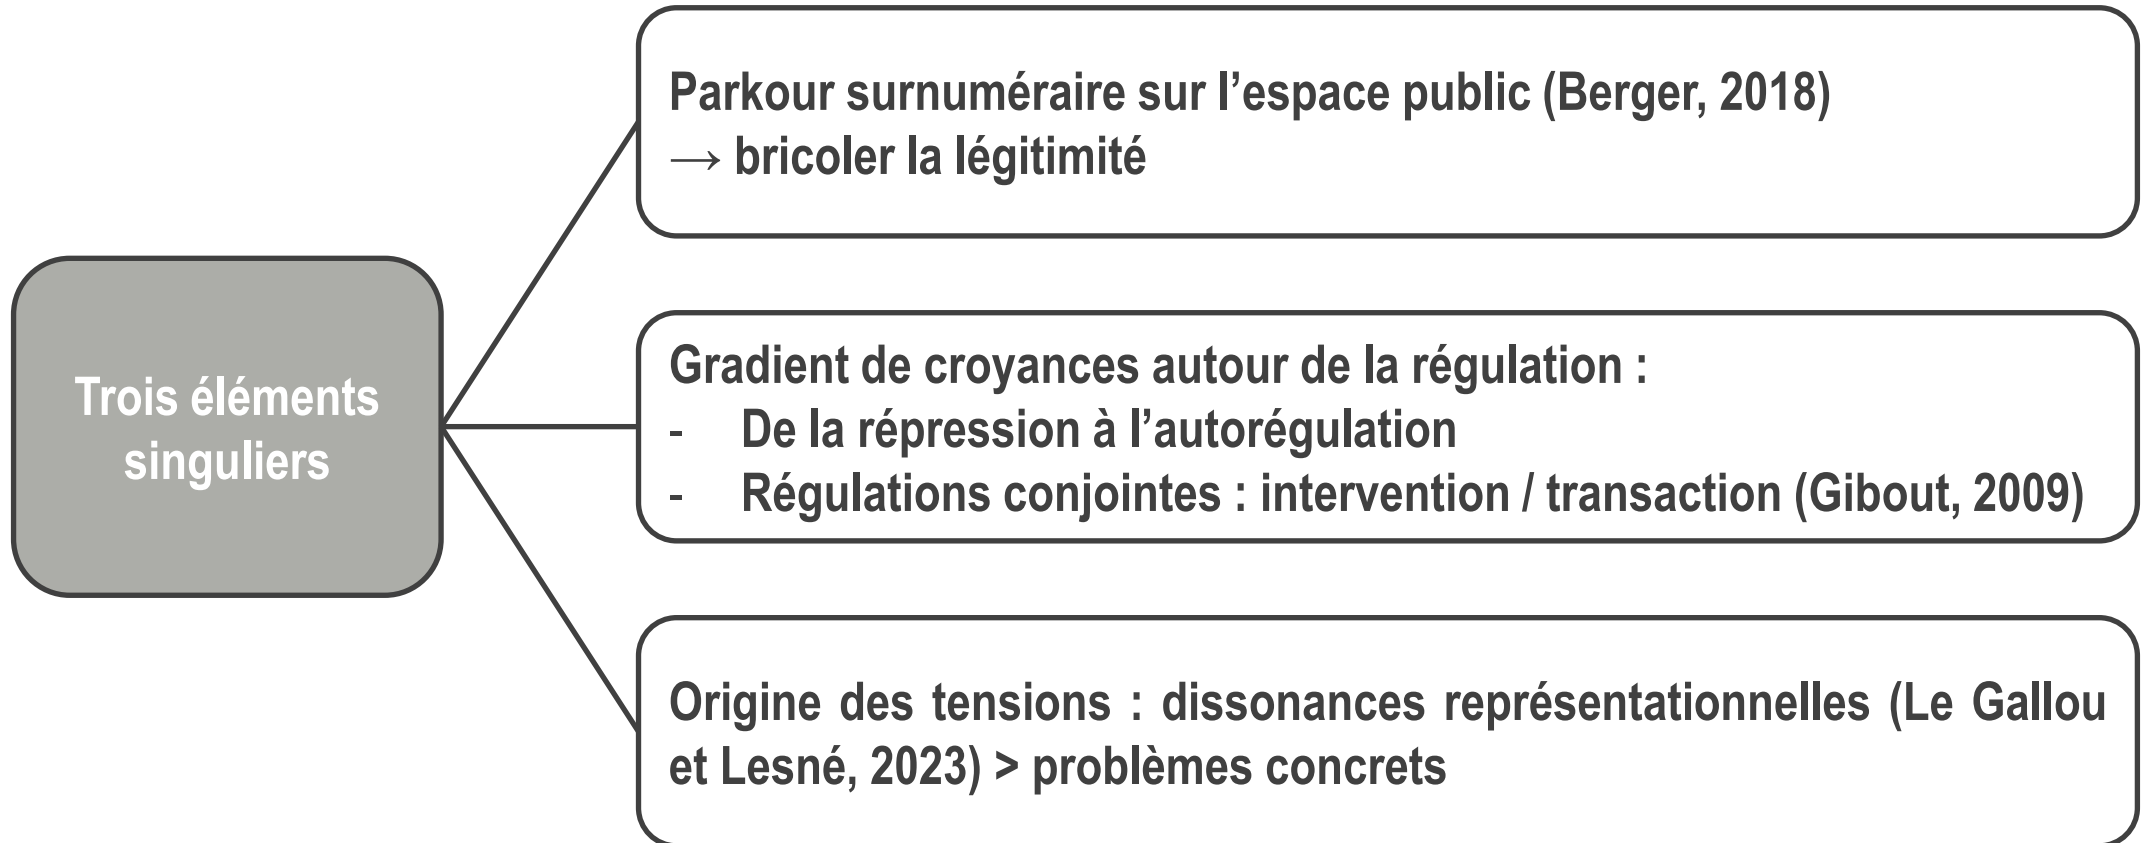 Parkour surnuméraire sur l’espace public (Berger, 2018)
→ bricoler la légitimité
Trois éléments
singuliers
Gradient de croyances autour de la régulation :
- De la répression à l’autorégulation
- Régulations conjointes : intervention / transaction (Gibout, 2009)
Origine des tensions : dissonances représentationnelles (Le Gallou
et Lesné, 2023) > problèmes concrets